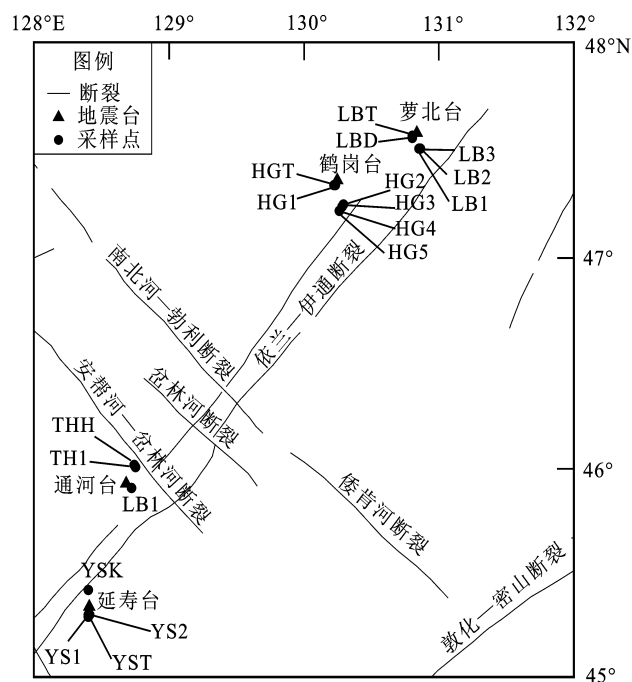 128°E
129°
130°
131°
132°
48°N
图例
断裂
地震台
采样点
LBT
萝北台
LBD
LB3
LB2
LB1
鹤岗台
HGT
HG1
HG2
HG3
HG4
HG5
47°
南北河—勃利断裂
依兰—伊通断裂
安帮河—岔林河断裂
岔林河断裂
THH
TH1
通河台
LB1
46°
倭肯河断裂
敦化—密山断裂
YSK
延寿台
YS2
YS1
YST
45°